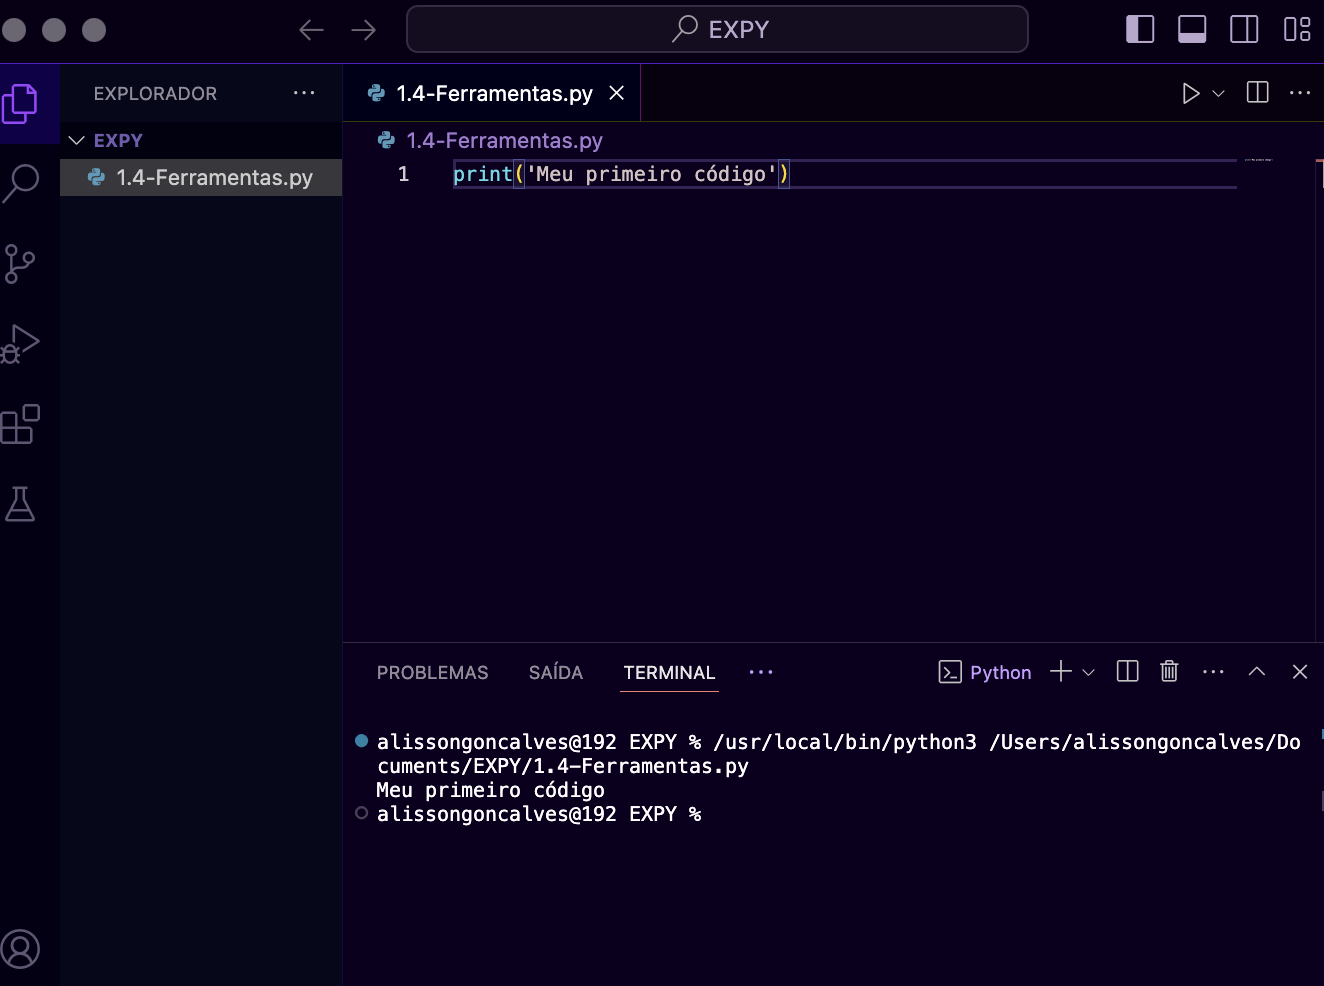 EXPY
EXPLORADOR
1.4-Ferramentas.py
EXPY
1.4-Ferramentas.py
1.4-Ferramentas.py
1 print('Meu primeiro código')
PROBLEMAS SAÍDA TERMINAL
Python
alissongoncalves@192 EXPY % /usr/local/bin/python3 /Users/alissongoncalves/Do
cuments/EXPY/1.4-Ferramentas.py
Meu primeiro código
alissongoncalves@192 EXPY %